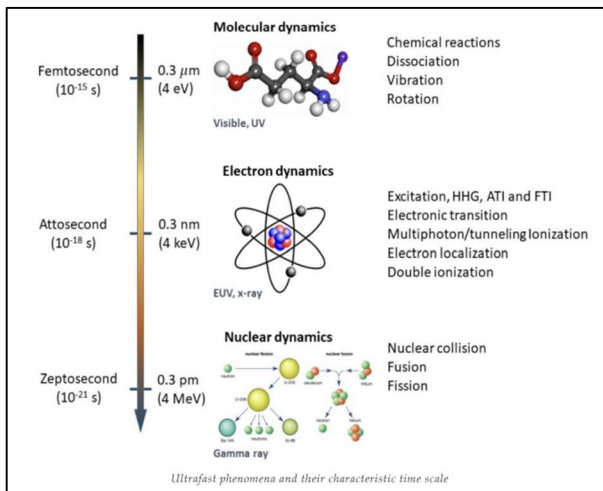 Molecular dynamics
Femtosecond
(10-15 s)
0.3 μm
(4 eV)
Visible, UV
Chemical reactions
Dissociation
Vibration
Rotation
Electron dynamics
Attosecond
(10-18 s)
0.3 nm
(4 keV)
EUV, x-ray
Excitation, HHG, ATI and FTI
Electronic transition
Multiphoton/tunneling Ionization
Electron localization
Double ionization
Nuclear dynamics
Zeptosecond
(10-21 s)
0.3 pm
(4 MeV)
nuclear fission
nuclear fusion
neutron
deuterium
tritium
neutrons
neutron
helium
Gamma ray
Nuclear collision
Fusion
Fission
Ultrafast phenomena and their characteristic time scale